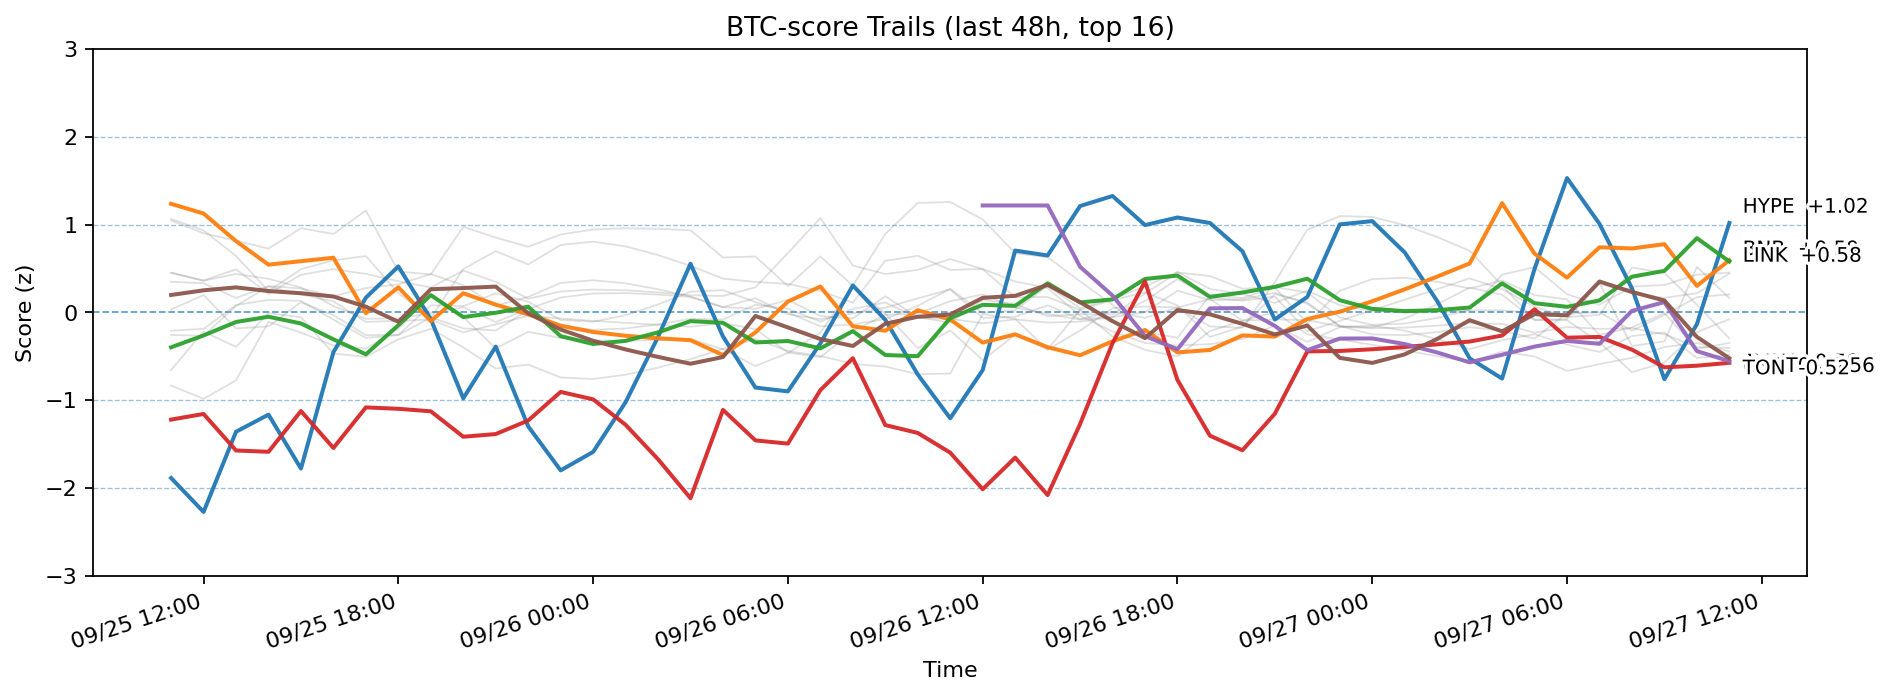 BTC-score Trails (last 48h, top 16)
3
2
1
0
−1
−2
−3
Score (z)
HYPE +1.02
LINK +0.58
TON
09/25 12:00
09/25 18:00
09/26 00:00
09/26 06:00
09/26 12:00
09/26 18:00
09/27 00:00
09/27 06:00
09/27 12:00
Time